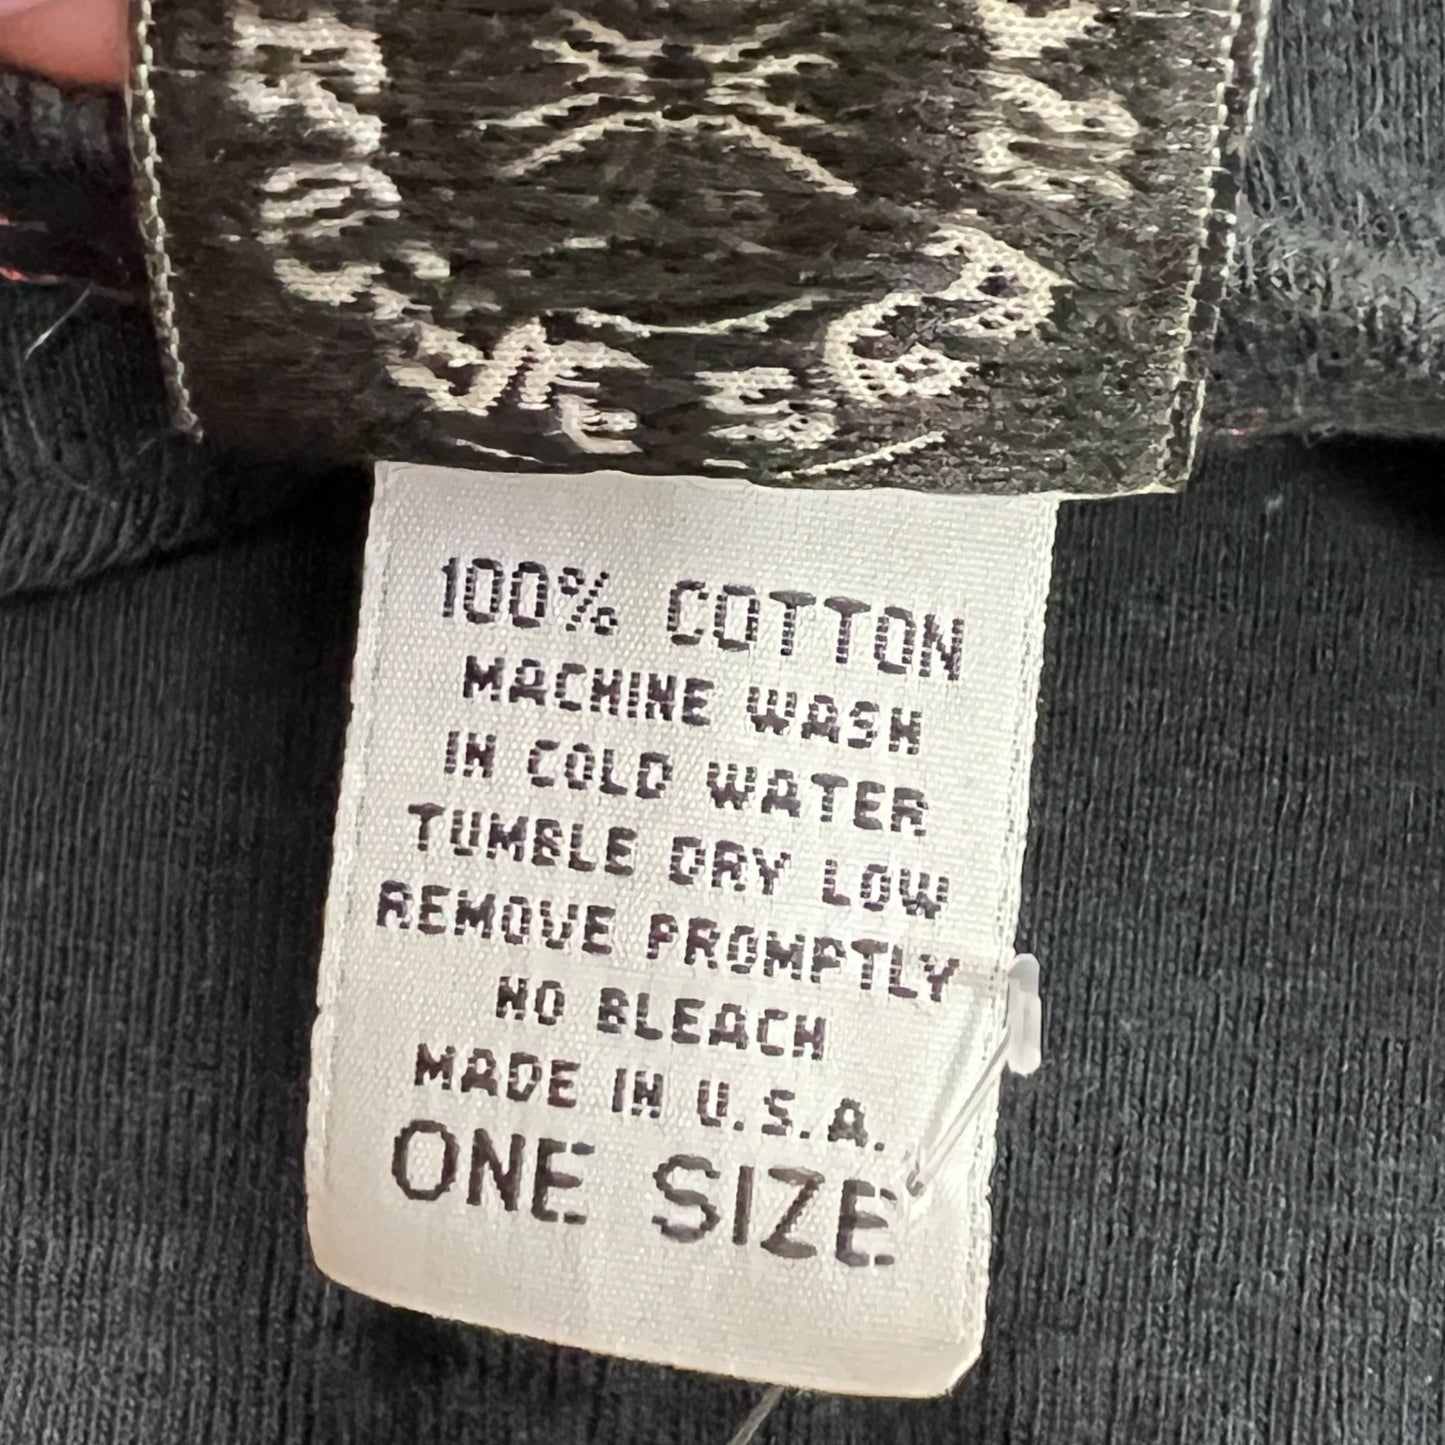 100% COTTON
MACHINE WASH
IN COLD WATER
TUMBLE DRY LOW
REMOVE PROMPTLY
NO BLEACH
MADE IN U.S.A.
ONE SIZE